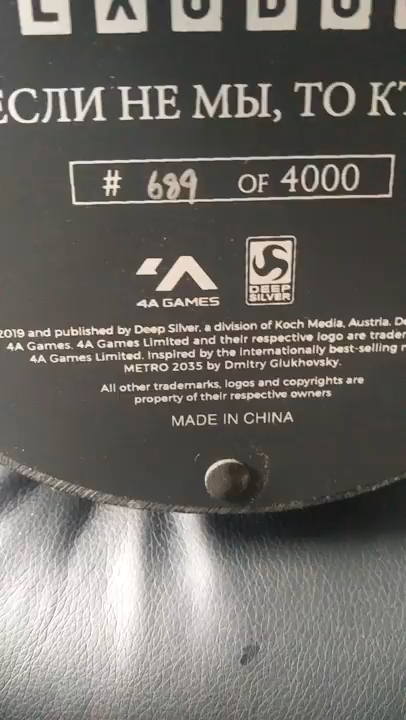 ЕСЛИ НЕ МЫ, ТО
# 689 OF 4000
4A GAMES
DEEP SILVER
2019 and published by Deep Silver, a division of Koch Media, Austria.
4A Games, 4A Games Limited and their respective logo are
4A Games Limited. Inspired by the internationally best-selling
METRO 2035 by Dmitry Glukhovsky.
All other trademarks, logos and copyrights are
property of their respective owners
MADE IN CHINA